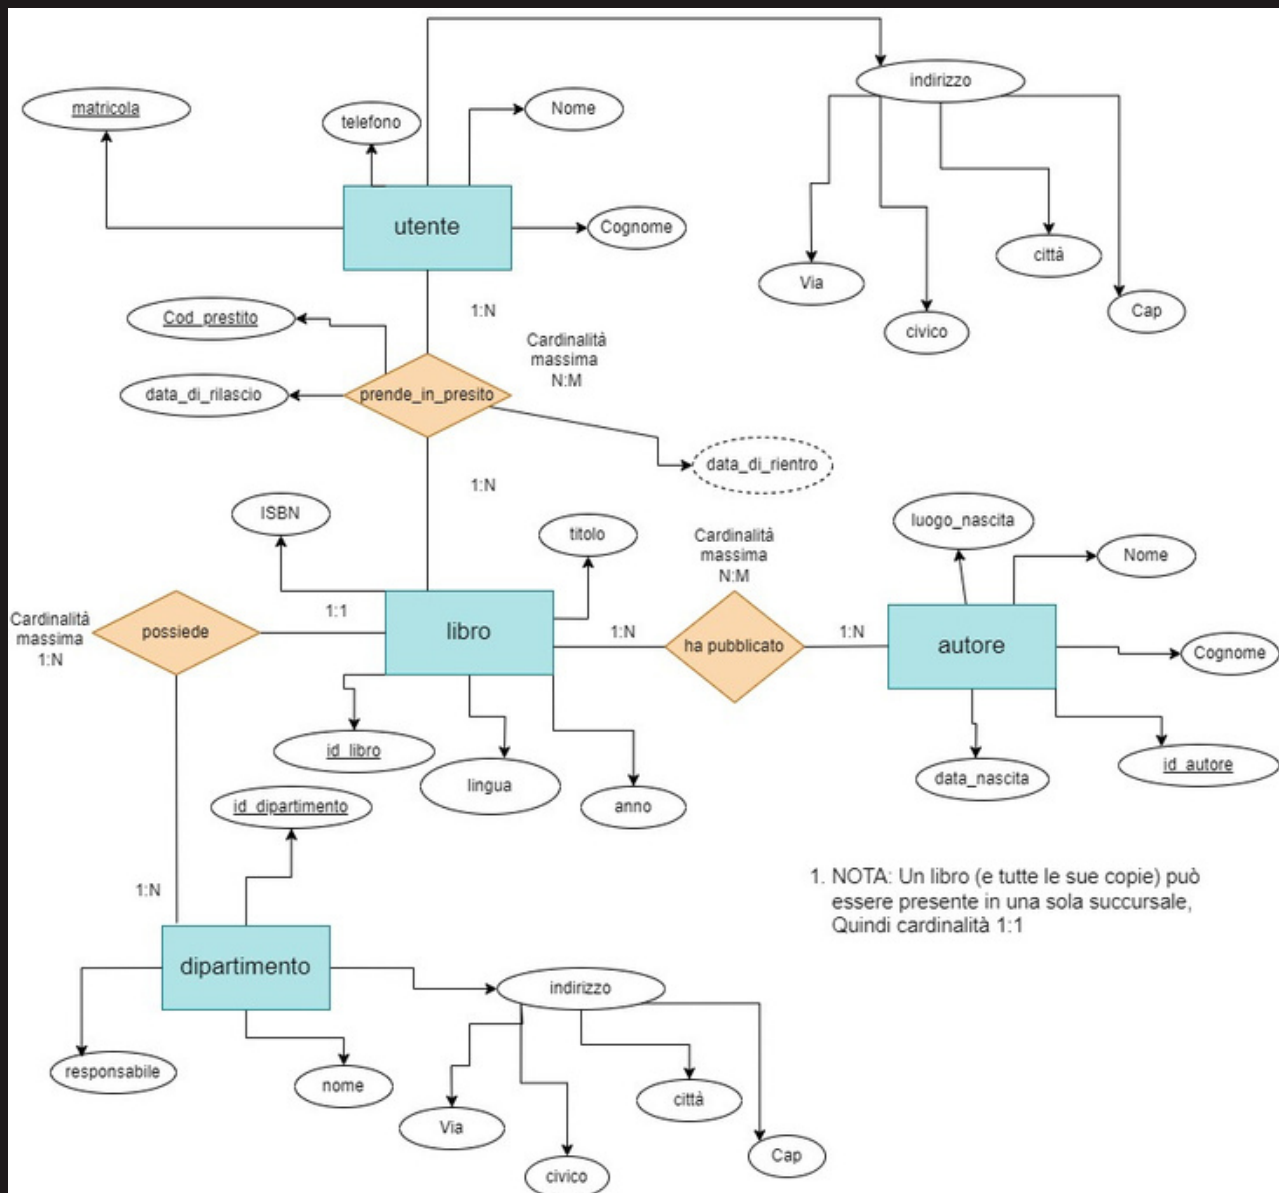 indirizzo
matricola
telefono
Nome
utente
Cognome
Via
città
civico
Cap
1:N
Cod_prestito
Cardinalità
massima
N:M
data_di_rilascio
prende_in_presito
data_di_rientro
1:N
ISBN
titolo
Cardinalità
massima
N:M
luogo_nascita
Nome
Cardinalità
massima
1:N
possiede
1:1
libro
1:N
ha pubblicato
1:N
autore
Cognome
id_libro
lingua
anno
data_nascita
id_autore
id_dipartimento
1:N
1. NOTA: Un libro (e tutte le sue copie) può
essere presente in una sola succursale,
Quindi cardinalità 1:1
dipartimento
indirizzo
responsabile
nome
Via
città
civico
Cap